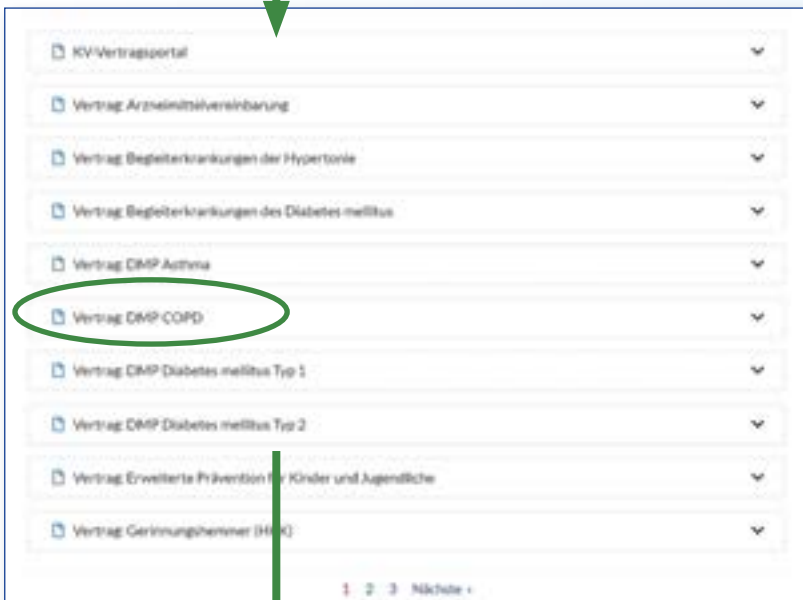 KV-Vertragsportal
Vertrag: Arzneimittelvereinbarung
Vertrag: Begleiterkrankungen der Hypertonie
Vertrag: Begleiterkrankungen des Diabetes mellitus
Vertrag: DMP Asthma
Vertrag: DMP COPD
Vertrag: DMP Diabetes mellitus Typ 1
Vertrag: DMP Diabetes mellitus Typ 2
Vertrag: Erweiterte Prävention für Kinder und Jugendliche
Vertrag: Gerinnungshemmer
1 2 3 Nächste ›